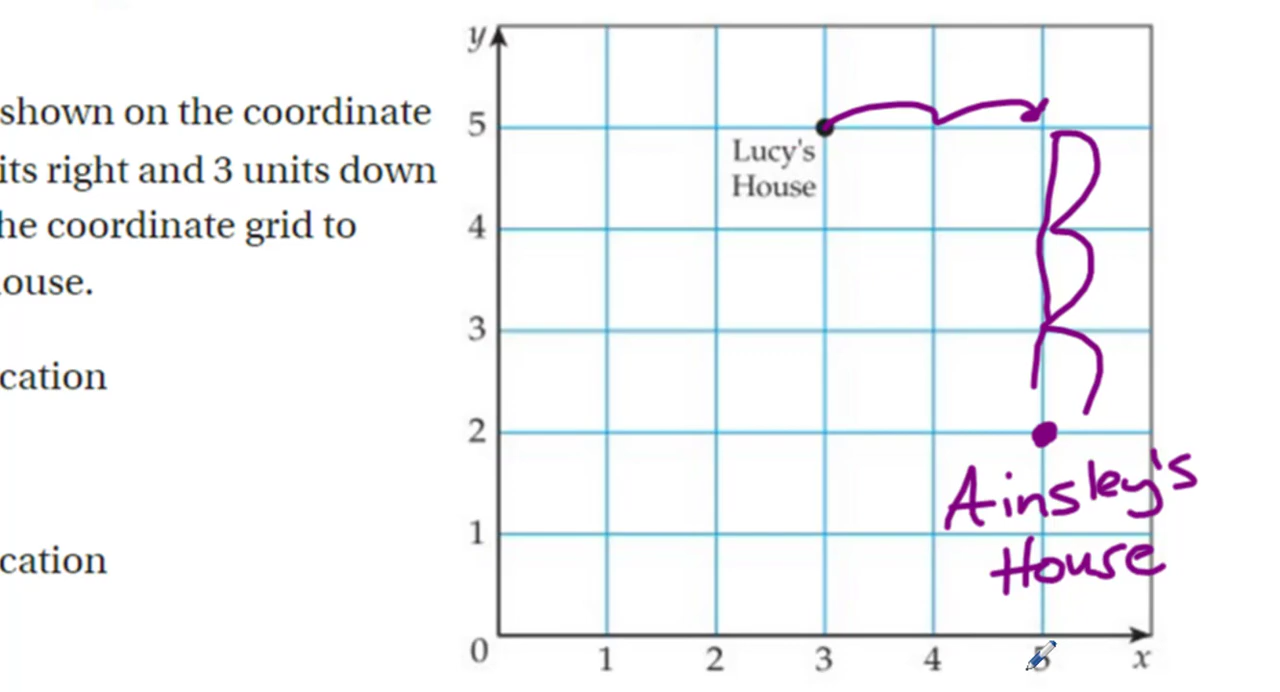 shown on the coordinate
its right and 3 units down
he coordinate grid to
ouse.
cation
cation
y
5
4
3
2
1
0
1 2 3 4 5 x
Lucy's
House
Ainsley's
House